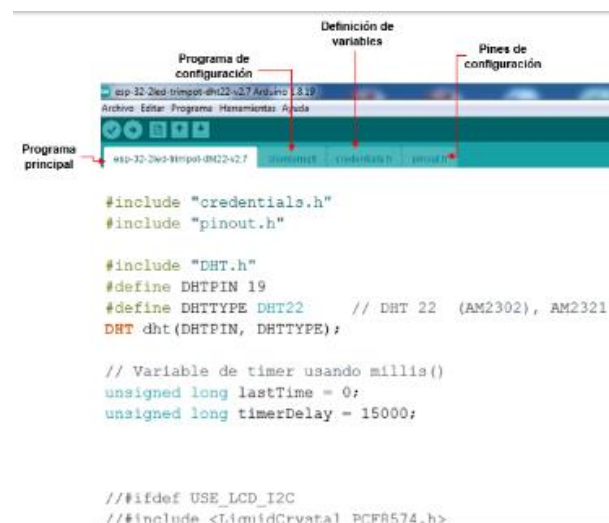 Definición de
variables
Programa de
configuración
Pines de
configuración
esp-32-2led-trimpot-dht22-v2.7 Arduino 1.8.19
Archivo Editar Programa Herramientas Ayuda
Programa
principal
esp-32-2led-trimpot-dht22-v2.7 credentials.h pinout.h
#include "credentials.h"
#include "pinout.h"
#include "DHT.h"
#define DHTPIN 19
#define DHTTYPE DHT22 // DHT 22 (AM2302), AM2321
DHT dht(DHTPIN, DHTTYPE);
// Variable de timer usando millis()
unsigned long lastTime = 0;
unsigned long timerDelay = 15000;
//#ifdef USE_LCD_I2C
//#include <LiquidCrystal_PCF8574.h>